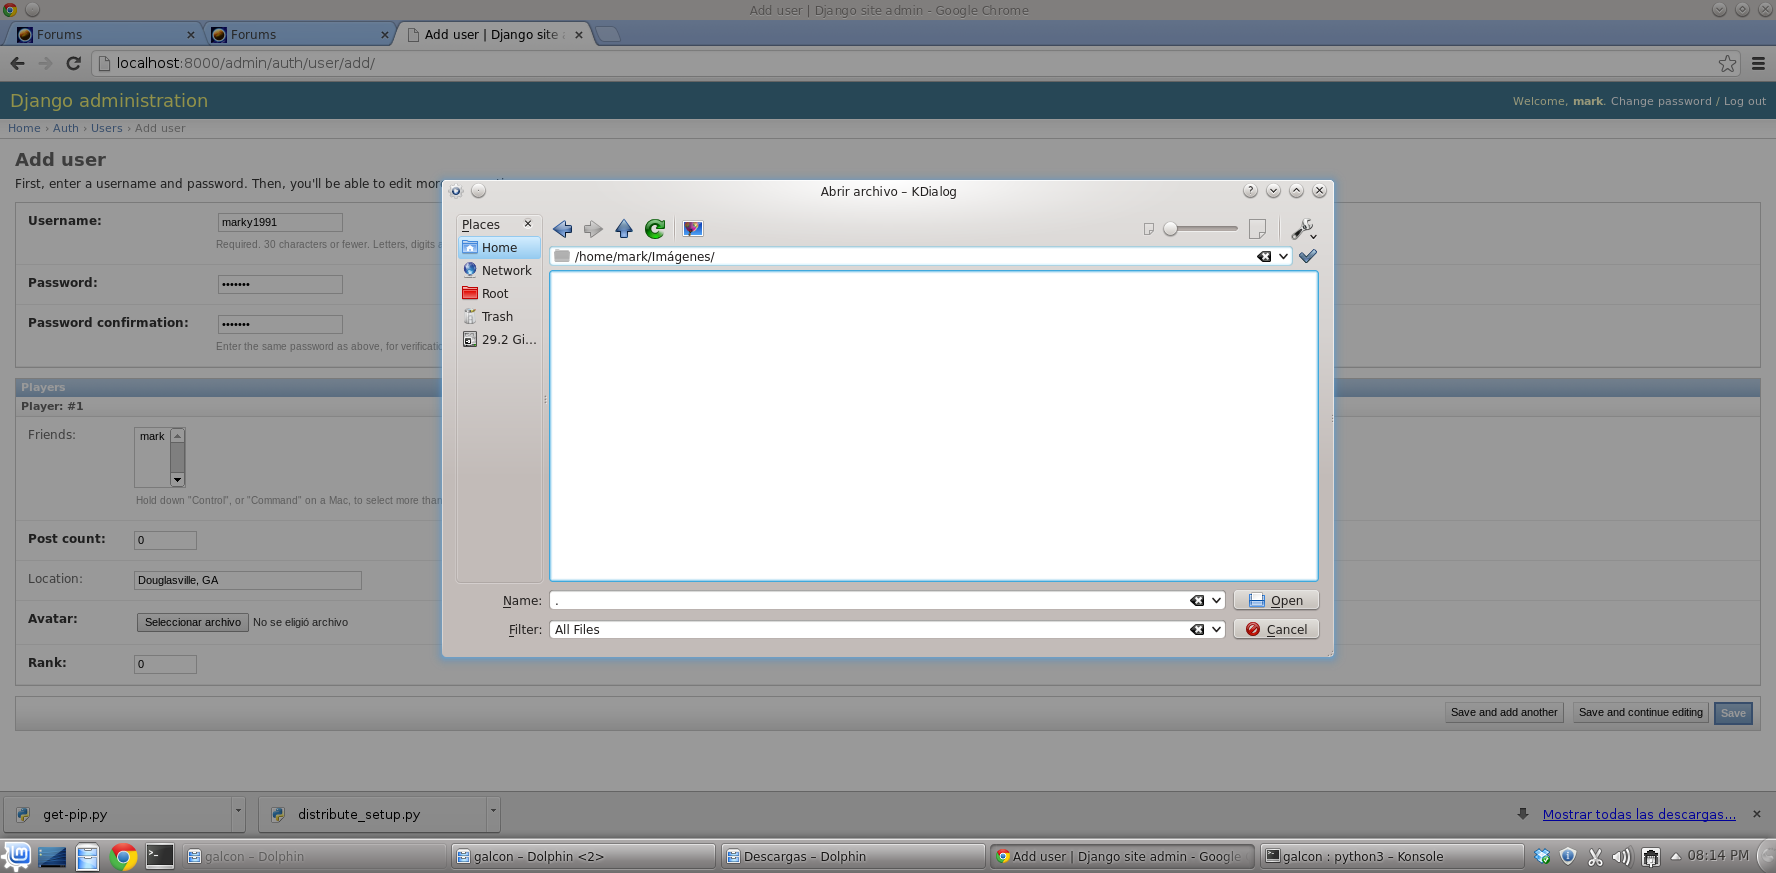 Add user | Django site admin - Google Chrome
Forums
Forums
Add user | Django site
localhost:8000/admin/auth/user/add/
Django administration
Welcome, mark. Change password / Log out
Home › Auth › Users › Add user
Add user
First, enter a username and password. Then, you'll be able to edit more
Username:
marky1991
Required. 30 characters or fewer. Letters, digits
Password:
•••••••
Password confirmation:
•••••••
Enter the same password as above, for
Players
Player: #1
Friends:
mark
Hold down "Control", or "Command" on a Mac, to select more than
Post count:
0
Location:
Douglasville, GA
Avatar:
Seleccionar archivo No se eligió archivo
Rank:
0
Save and add another
Save and continue editing
Save
Abrir archivo – KDialog
Places
Home
Network
Root
Trash
29.2 Gi...
/home/mark/Imágenes/
Name:
.
Open
Filter:
All Files
Cancel
get-pip.py
distribute_setup.py
Mostrar todas las descargas...
galcon – Dolphin
galcon – Dolphin <2>
Descargas – Dolphin
Add user | Django site admin - Google
galcon : python3 – Konsole
08:14 PM